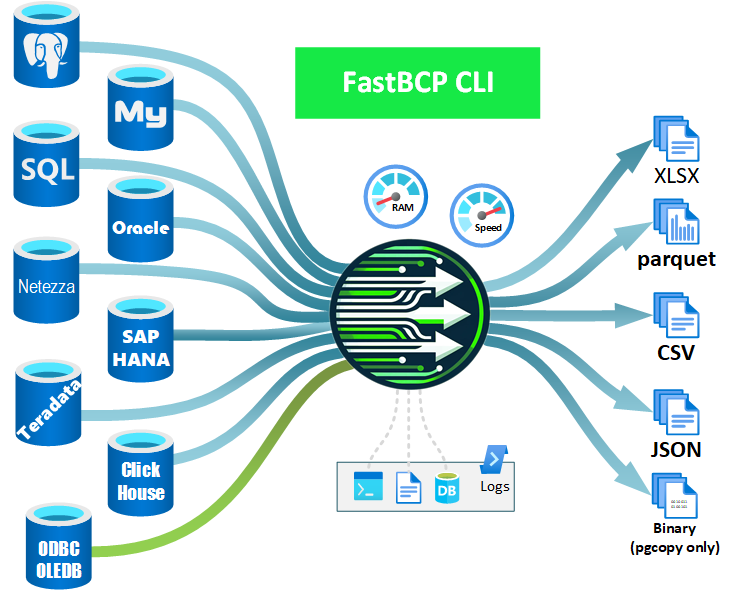 FastBCP CLI
My
SQL
Oracle
Netezza
SAP
HANA
Teradata
Click
House
ODBC
OLEDB
RAM
Speed
XLSX
parquet
CSV
JSON
Binary
(pgcopy only)
DB
Logs